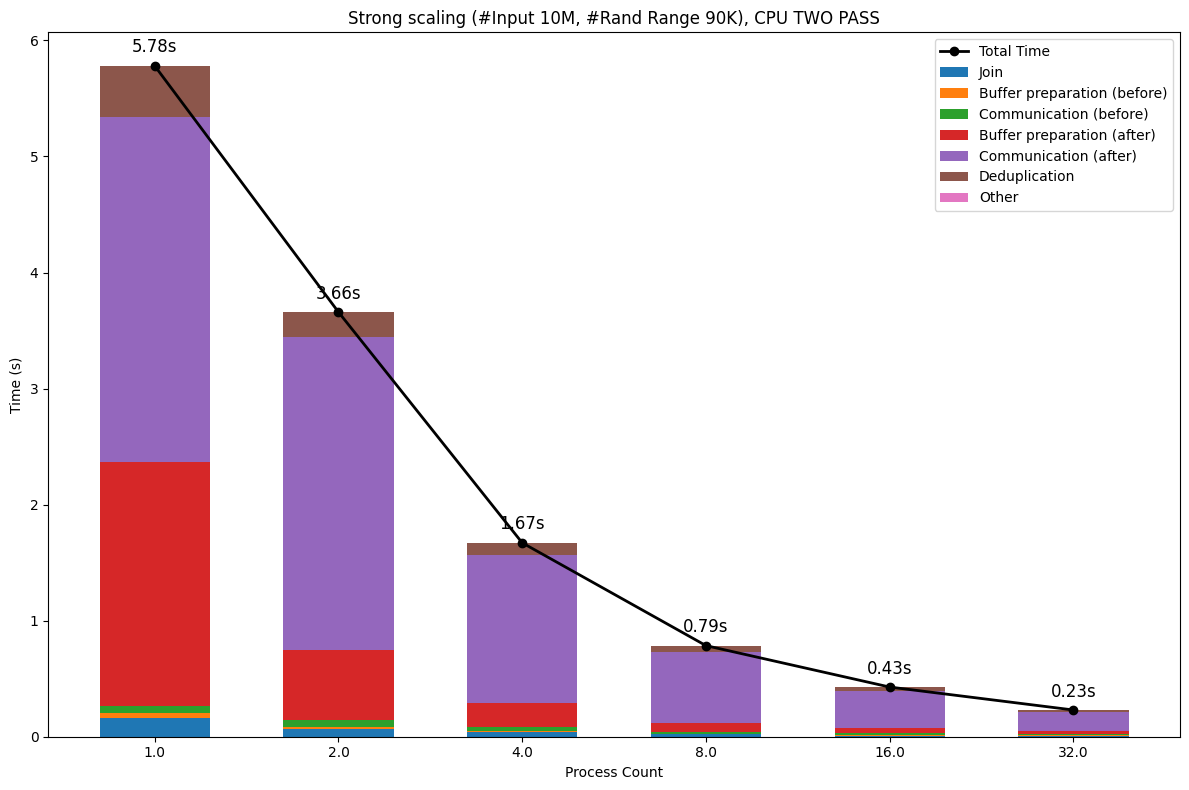 Strong scaling (#Input 10M, #Rand Range 90K), CPU TWO PASS
Total Time
Join
Buffer preparation (before)
Communication (before)
Buffer preparation (after)
Communication (after)
Deduplication
Other
5.78s
3.66s
1.67s
0.79s
0.43s
0.23s
Time (s)
6
5
4
3
2
1
0
1.0
2.0
4.0
8.0
16.0
32.0
Process Count